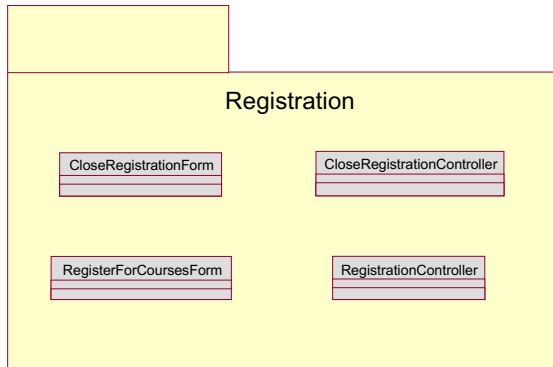 Registration
CloseRegistrationForm
CloseRegistrationController
RegisterForCoursesForm
RegistrationController